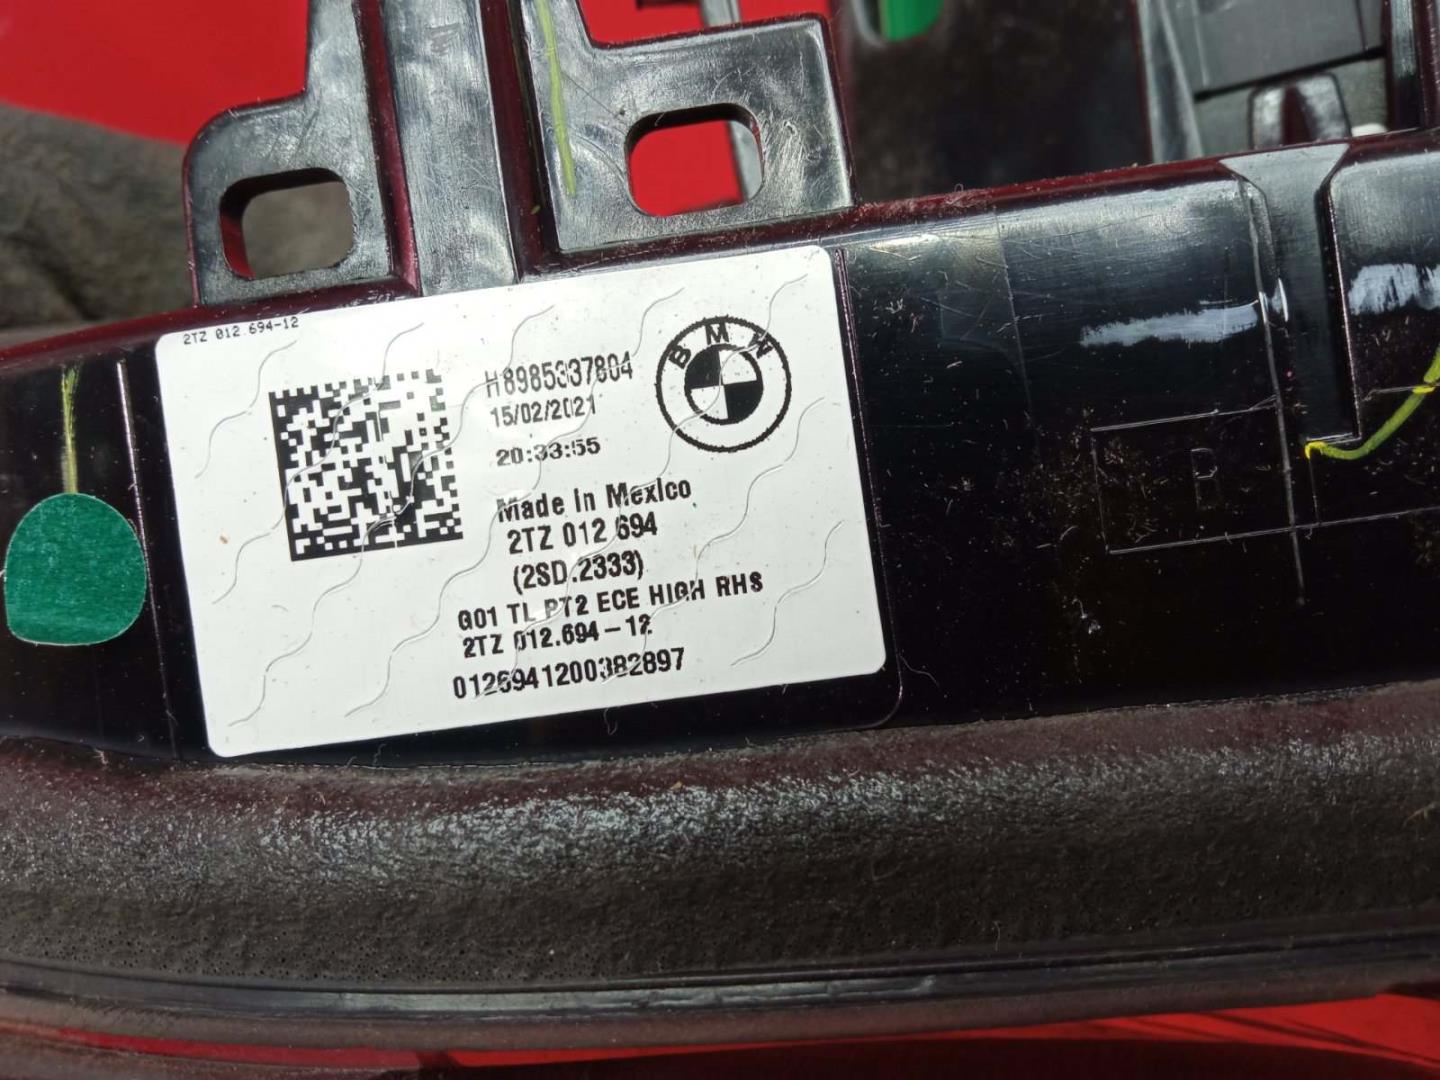 2TZ 012.694-12
H8985337804
15/02/2021
20:33:55
BMW
Made in Mexico
2TZ 012 694
(2SD.2333)
G01 TL PT2 ECE HIGH RHS
2TZ 012.694-12
0126941200382897
B